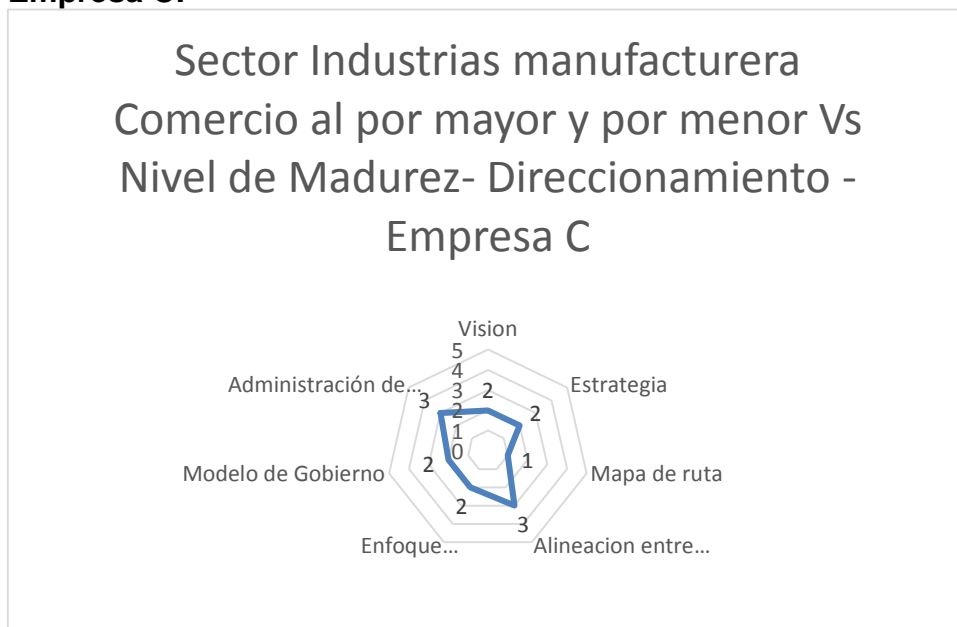 Sector Industrias manufacturera
Comercio al por mayor y por menor Vs
Nivel de Madurez- Direccionamiento -
Empresa C
Vision
5
4
3
2
1
0
2
Estrategia
2
Mapa de ruta
1
Alineacion entre...
3
Enfoque...
2
Modelo de Gobierno
2
Administración de...
3